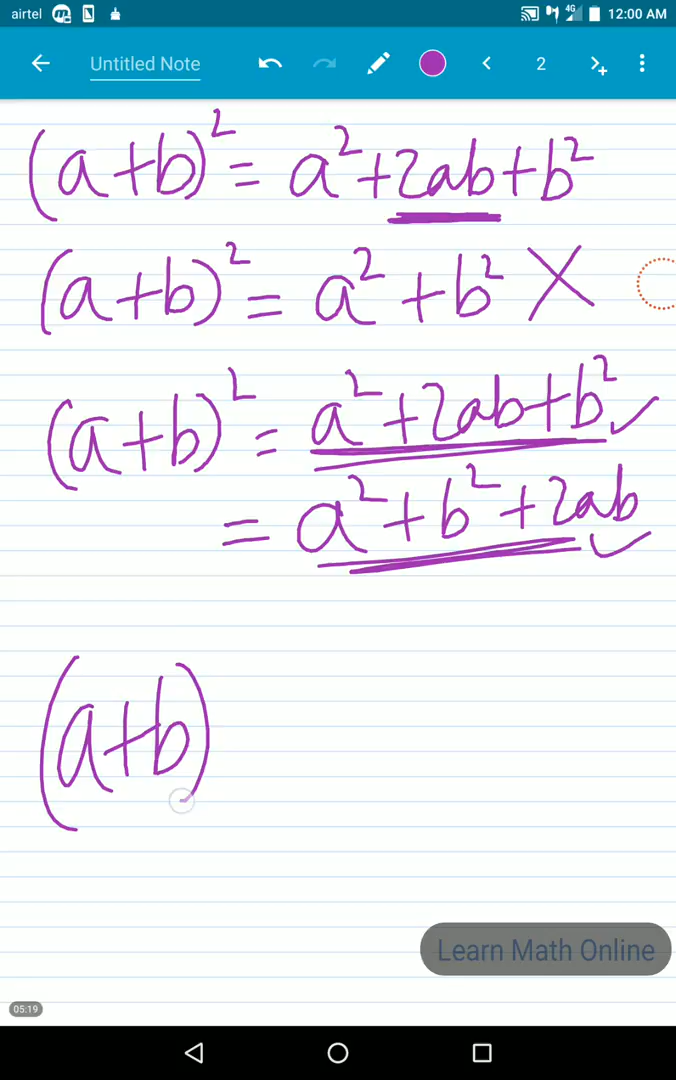 airtel 4G 12:00 AM
Untitled Note 2
(a+b)² = a²+2ab+b²
(a+b)² = a²+b² X
(a+b)² = a²+2ab+b² ✓
= a²+b²+2ab ✓
(a+b)
Learn Math Online
05:19